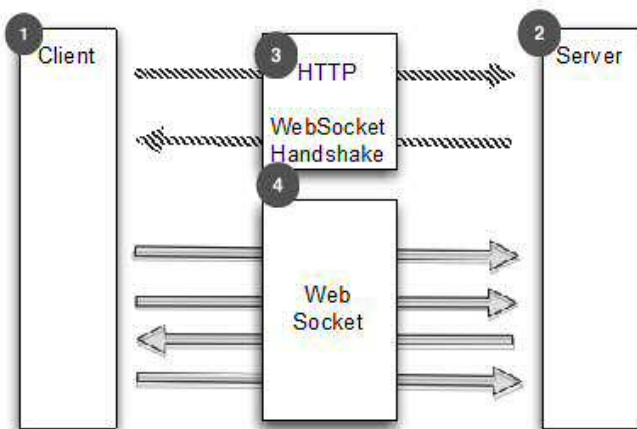 1
Client
2
Server
3
HTTP
WebSocket
Handshake
4
Web
Socket